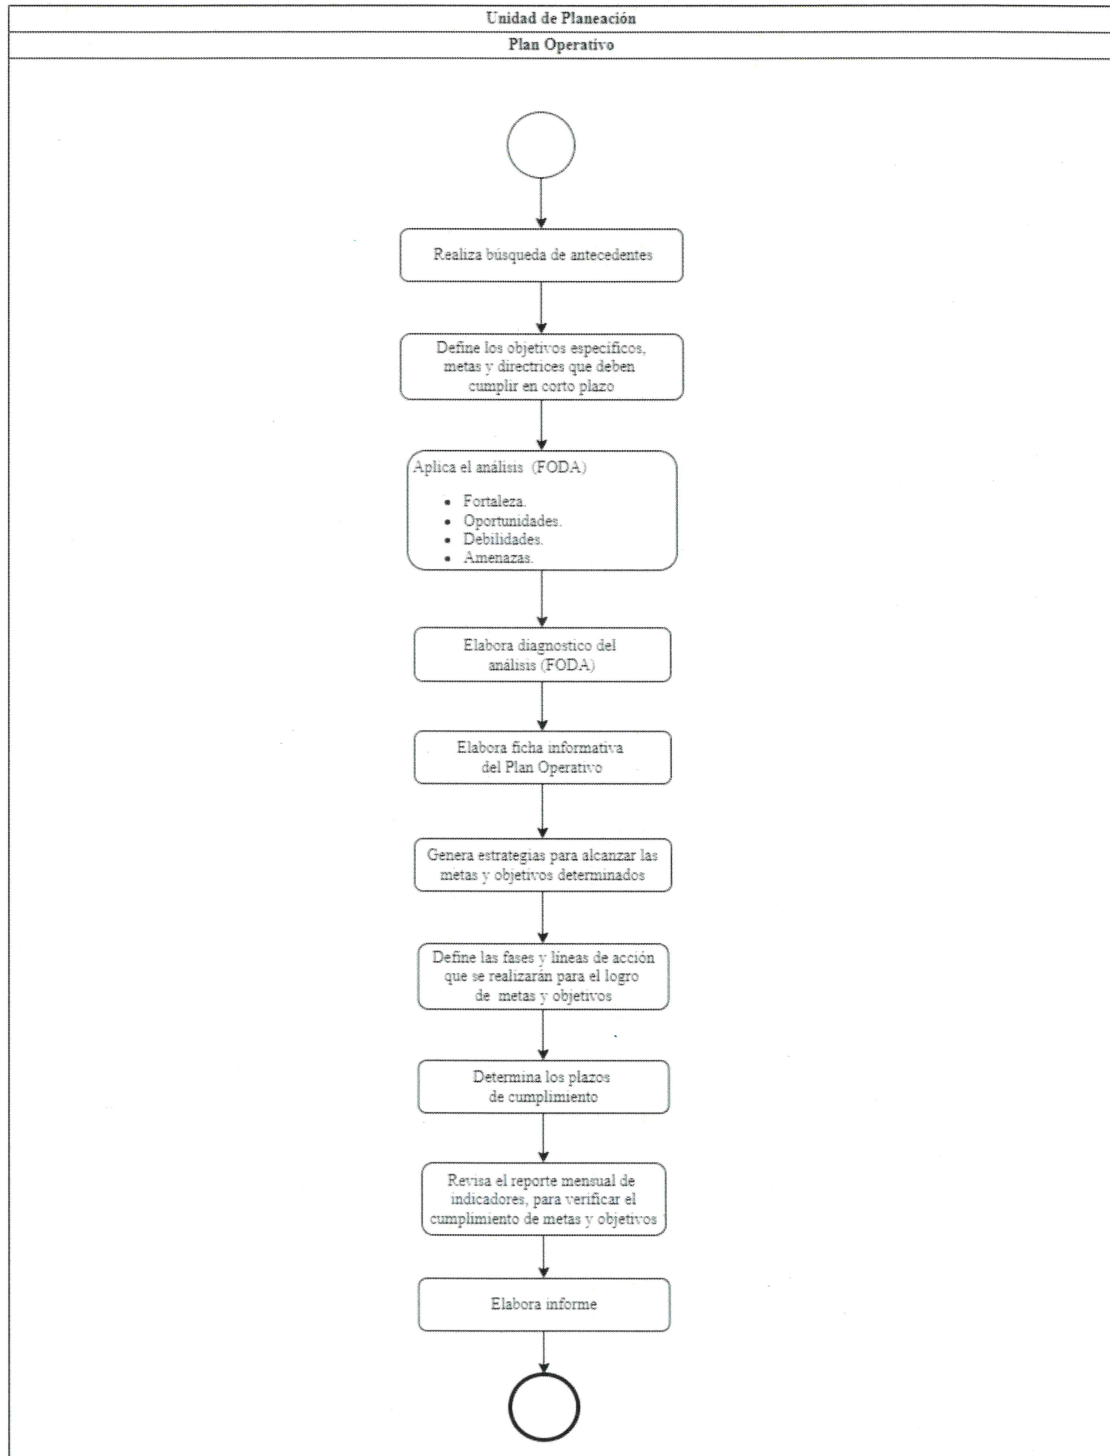 Unidad de Planeación
Plan Operativo
Realiza búsqueda de antecedentes
Define los objetivos específicos,
metas y directrices que deben
cumplir en corto plazo
Aplica el análisis (FODA)
• Fortaleza.
• Oportunidades.
• Debilidades.
• Amenazas.
Elabora diagnostico del
análisis (FODA)
Elabora ficha informativa
del Plan Operativo
Genera estrategias para alcanzar las
metas y objetivos determinados
Define las fases y líneas de acción
que se realizarán para el logro
de metas y objetivos
Determina los plazos
de cumplimiento
Revisa el reporte mensual de
indicadores, para verificar el
cumplimiento de metas y objetivos
Elabora informe